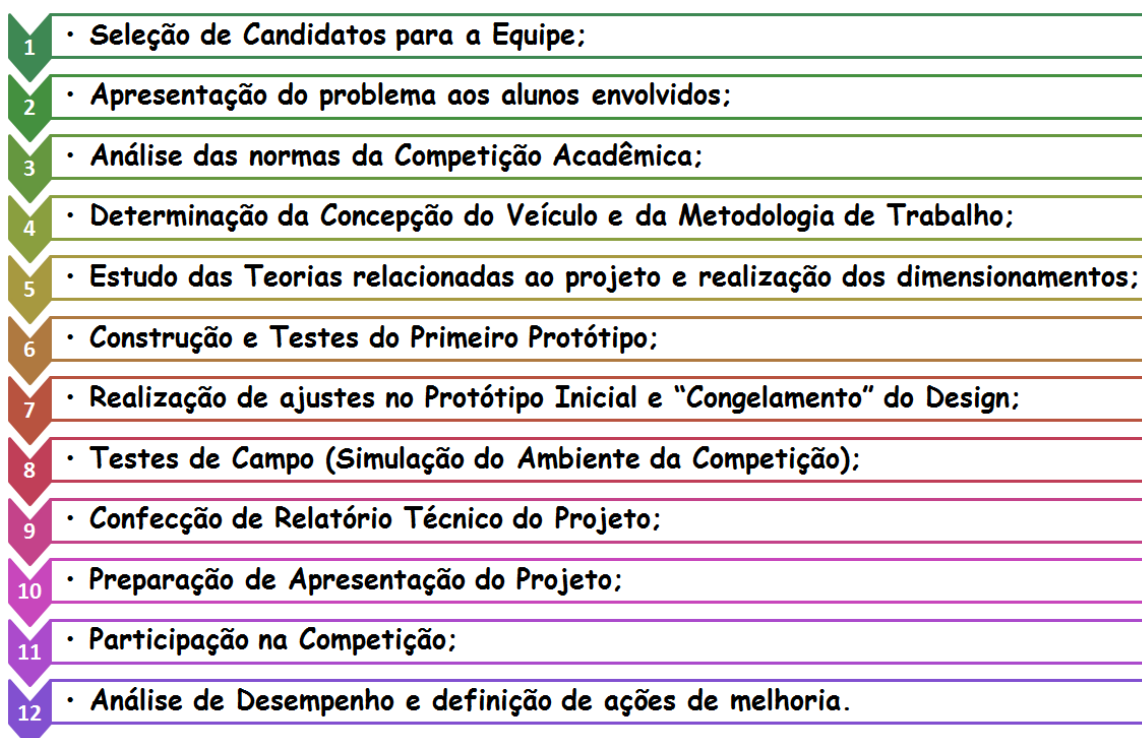 1 · Seleção de Candidatos para a Equipe;
2 · Apresentação do problema aos alunos envolvidos;
3 · Análise das normas da Competição Acadêmica;
4 · Determinação da Concepção do Veículo e da Metodologia de Trabalho;
5 · Estudo das Teorias relacionadas ao projeto e realização dos dimensionamentos;
6 · Construção e Testes do Primeiro Protótipo;
7 · Realização de ajustes no Protótipo Inicial e “Congelamento” do Design;
8 · Testes de Campo (Simulação do Ambiente da Competição);
9 · Confecção de Relatório Técnico do Projeto;
10 · Preparação de Apresentação do Projeto;
11 · Participação na Competição;
12 · Análise de Desempenho e definição de ações de melhoria.